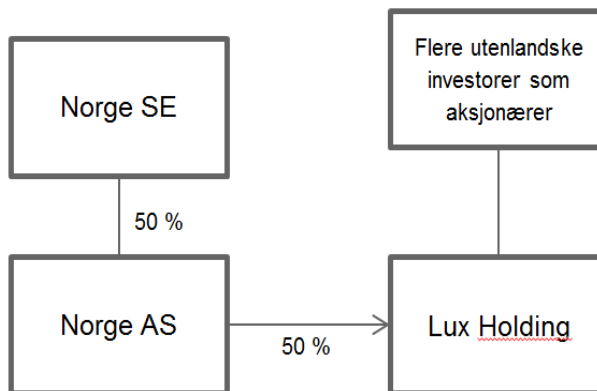 Norge SE
Flere utenlandske
investorer som
aksjonærer
50 %
Norge AS
50 %
Lux Holding